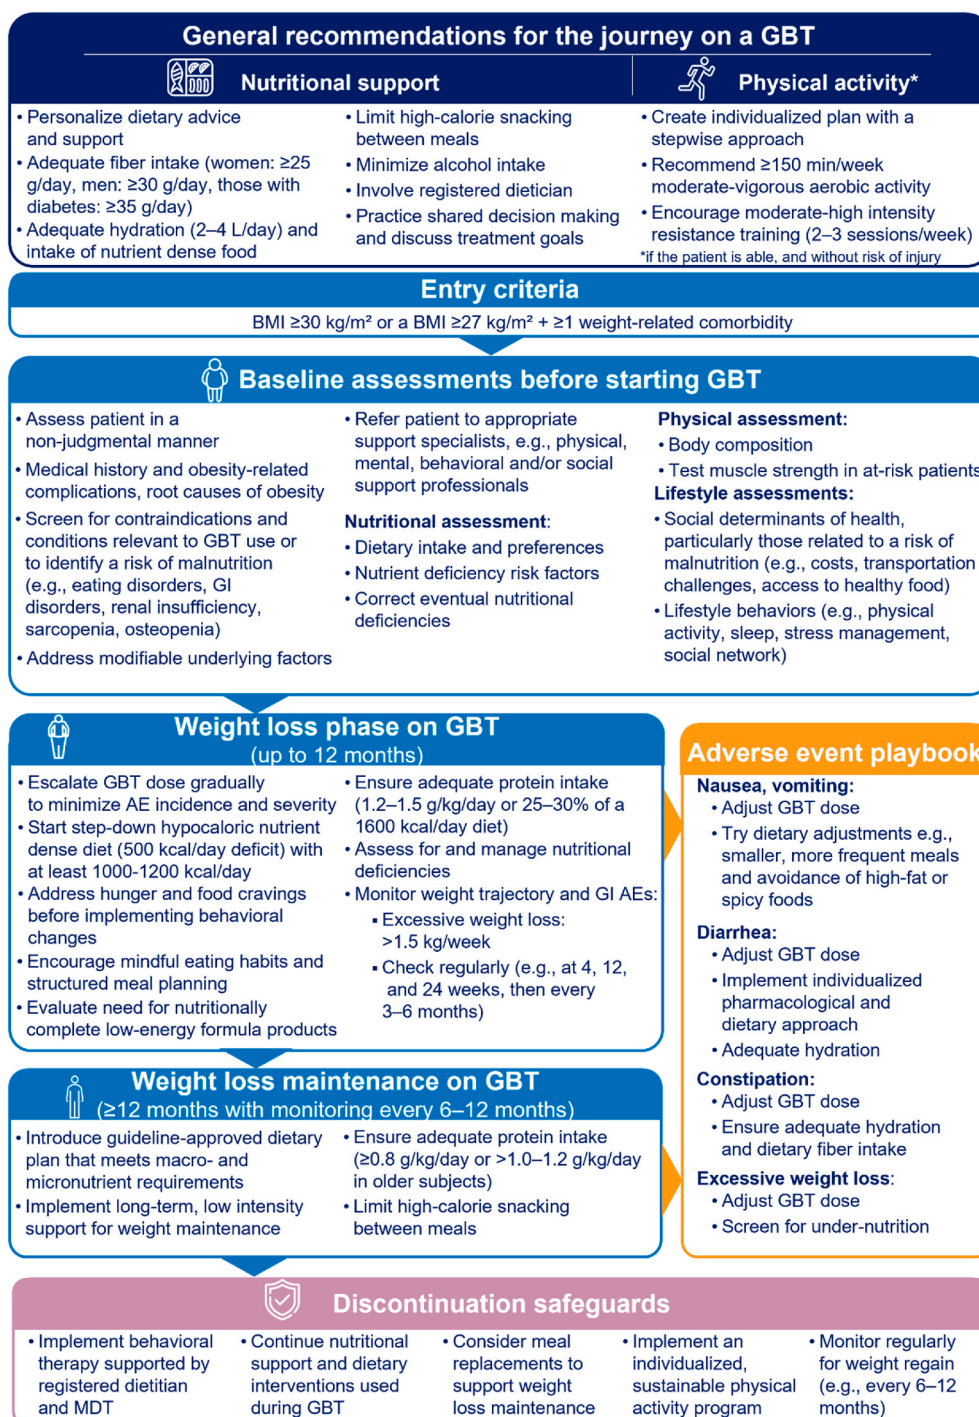 General recommendations for the journey on a GBT
Nutritional support
• Personalize dietary advice
and support
• Adequate fiber intake (women: ≥25
g/day, men: ≥30 g/day, those with
diabetes: ≥35 g/day)
• Adequate hydration (2–4 L/day) and
intake of nutrient dense food
• Limit high-calorie snacking
between meals
• Minimize alcohol intake
• Involve registered dietician
• Practice shared decision making
and discuss treatment goals
Physical activity*
• Create individualized plan with a
stepwise approach
• Recommend ≥150 min/week
moderate-vigorous aerobic activity
• Encourage moderate-high intensity
resistance training (2–3 sessions/week)
*if the patient is able, and without risk of injury
Entry criteria
BMI ≥30 kg/m² or a BMI ≥27 kg/m² + ≥1 weight-related comorbidity
Baseline assessments before starting GBT
• Assess patient in a
non-judgmental manner
• Medical history and obesity-related
complications, root causes of obesity
• Screen for contraindications and
conditions relevant to GBT use or
to identify a risk of malnutrition
(e.g., eating disorders, GI
disorders, renal insufficiency,
sarcopenia, osteopenia)
• Address modifiable underlying factors
• Refer patient to appropriate
support specialists, e.g., physical,
mental, behavioral and/or social
support professionals
Nutritional assessment:
• Dietary intake and preferences
• Nutrient deficiency risk factors
• Correct eventual nutritional
deficiencies
Physical assessment:
• Body composition
• Test muscle strength in at-risk patients
Lifestyle assessments:
• Social determinants of health,
particularly those related to a risk of
malnutrition (e.g., costs, transportation
challenges, access to healthy food)
• Lifestyle behaviors (e.g., physical
activity, sleep, stress management,
social network)
Weight loss phase on GBT
(up to 12 months)
• Escalate GBT dose gradually
to minimize AE incidence and severity
• Start step-down hypocaloric nutrient
dense diet (500 kcal/day deficit) with
at least 1000-1200 kcal/day
• Address hunger and food cravings
before implementing behavioral
changes
• Encourage mindful eating habits and
structured meal planning
• Evaluate need for nutritionally
complete low-energy formula products
• Ensure adequate protein intake
(1.2–1.5 g/kg/day or 25–30% of a
1600 kcal/day diet)
• Assess for and manage nutritional
deficiencies
• Monitor weight trajectory and GI AEs:
▪ Excessive weight loss:
>1.5 kg/week
▪ Check regularly (e.g., at 4, 12,
and 24 weeks, then every
3–6 months)
Weight loss maintenance on GBT
(≥12 months with monitoring every 6–12 months)
• Introduce guideline-approved dietary
plan that meets macro- and
micronutrient requirements
• Implement long-term, low intensity
support for weight maintenance
• Ensure adequate protein intake
(≥0.8 g/kg/day or >1.0–1.2 g/kg/day
in older subjects)
• Limit high-calorie snacking
between meals
Adverse event playbook
Nausea, vomiting:
• Adjust GBT dose
• Try dietary adjustments e.g.,
smaller, more frequent meals
and avoidance of high-fat or
spicy foods
Diarrhea:
• Adjust GBT dose
• Implement individualized
pharmacological and
dietary approach
• Adequate hydration
Constipation:
• Adjust GBT dose
• Ensure adequate hydration
and dietary fiber intake
Excessive weight loss:
• Adjust GBT dose
• Screen for under-nutrition
Discontinuation safeguards
• Implement behavioral
therapy supported by
registered dietitian
and MDT
• Continue nutritional
support and dietary
interventions used
during GBT
• Consider meal
replacements to
support weight
loss maintenance
• Implement an
individualized,
sustainable physical
activity program
• Monitor regularly
for weight regain
(e.g., every 6–12
months)